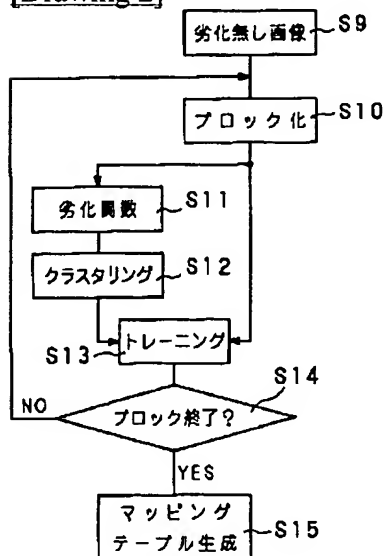 [Drawing 2]
劣化無し画像
S9
ブロック化
S10
劣化関数
S11
クラスタリング
S12
トレーニング
S13
S14
ブロック終了?
NO
YES
マッピング
テーブル生成
S15